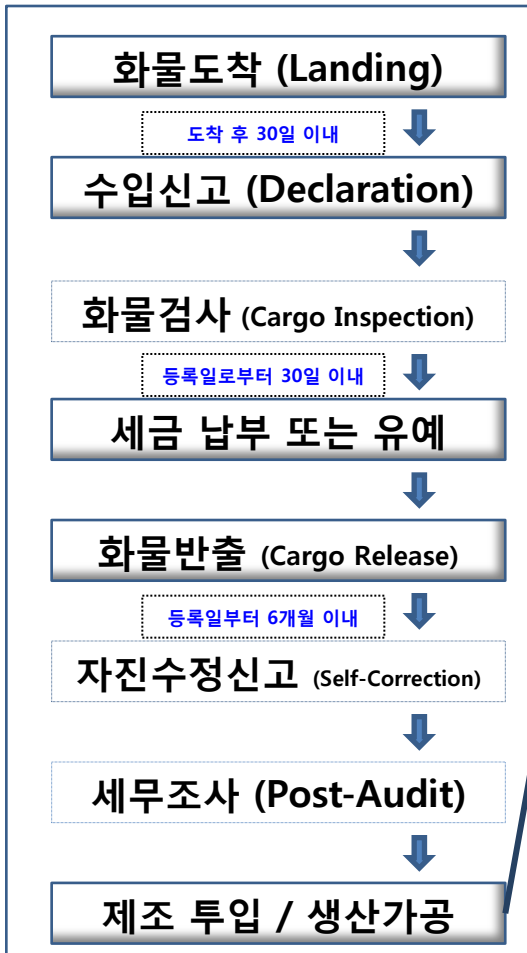 화물도착 (Landing)
도착 후 30일 이내
수입신고 (Declaration)
화물검사 (Cargo Inspection)
등록일로부터 30일 이내
세금 납부 또는 유예
화물반출 (Cargo Release)
등록일부터 6개월 이내
자진수정신고 (Self-Correction)
세무조사 (Post-Audit)
제조 투입 / 생산가공